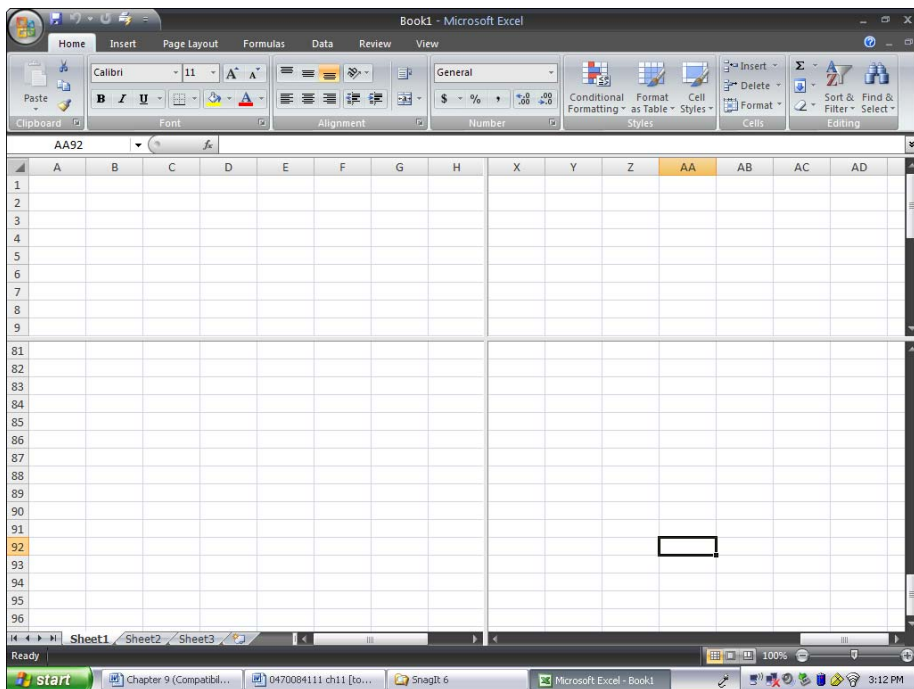 Book1 - Microsoft Excel
Home Insert Page Layout Formulas Data Review View
Calibri 11 A A General Insert Σ
Paste Delete
B I U A $ % , .0 .00 .00 .0 Conditional Formatting Format as Table Cell Styles Format Sort & Filter Find & Select
Clipboard Font Alignment Number Styles Cells Editing
AA92 fx
A B C D E F G H X Y Z AA AB AC AD
1
2
3
4
5
6
7
8
9
81
82
83
84
85
86
87
88
89
90
91
92
93
94
95
96
Sheet1 Sheet2 Sheet3
Ready 100%
start Chapter 9 (Compatibil... 0470084111 ch11 [to... SnagIt 6 Microsoft Excel - Book1 3:12 PM